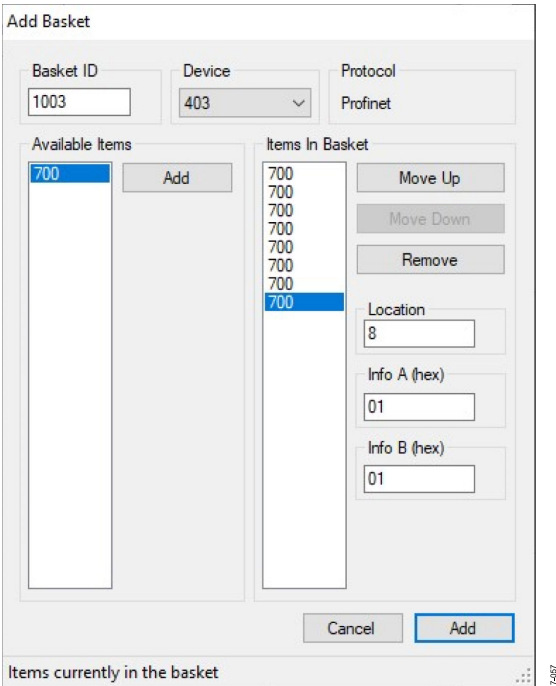 Add Basket
Basket ID
Device
Protocol
1003
403
Profinet
Available Items
700
Add
Items In Basket
700
700
700
700
700
700
700
700
Move Up
Move Down
Remove
Location
8
Info A (hex)
01
Info B (hex)
01
Cancel
Add
Items currently in the basket